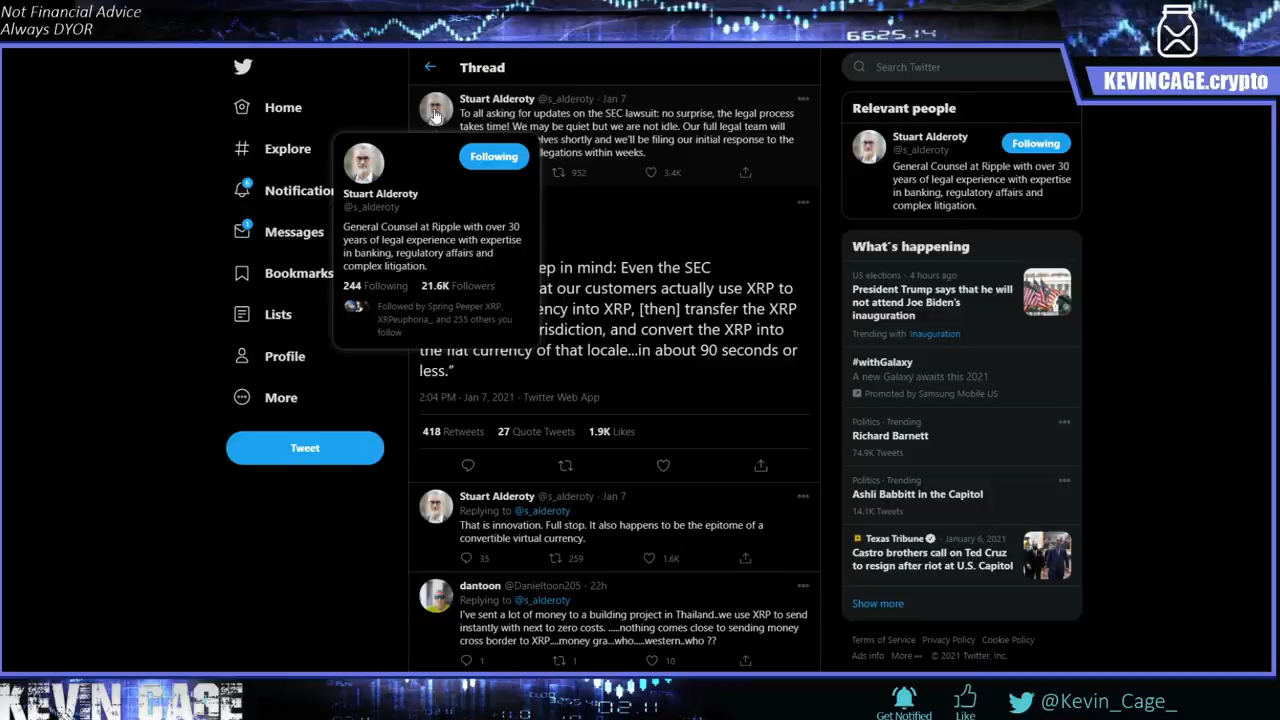 Not Financial Advice
Always DYOR
6625.14
KEVINCAGE.crypto
Home
Explore
6
Notification
1
Messages
Bookmarks
Lists
Profile
More
Tweet
Thread
Stuart Alderoty @s_alderoty · Jan 7
To all asking for updates on the SEC lawsuit: no surprise, the legal process
takes time! We may be quiet but we are not idle. Our full legal team will
elves shortly and we'll be filing our initial response to the
legations within weeks.
952
3.4K
Stuart Alderoty
@s_alderoty
Following
General Counsel at Ripple with over 30
years of legal experience with expertise
in banking, regulatory affairs and
complex litigation.
244 Following 21.6K Followers
Followed by Spring Peeper XRP,
XRPeuphoria_ and 255 others you
follow
ep in mind: Even the SEC
at our customers actually use XRP to
ency into XRP, [then] transfer the XRP
risdiction, and convert the XRP into
the fiat currency of that locale...in about 90 seconds or
less."
2:04 PM · Jan 7, 2021 · Twitter Web App
418 Retweets 27 Quote Tweets 1.9K Likes
Stuart Alderoty @s_alderoty · Jan 7
Replying to @s_alderoty
That is innovation. Full stop. It also happens to be the epitome of a
convertible virtual currency.
35
259
1.6K
dantoon @Danieltoon205 · 22h
Replying to @s_alderoty
I've sent a lot of money to a building project in Thailand..we use XRP to send
instantly with next to zero costs. .....nothing comes close to sending money
cross border to XRP....money gra...who.....western..who ??
1
1
10
Search Twitter
Relevant people
Stuart Alderoty
@s_alderoty
Following
General Counsel at Ripple with over 30
years of legal experience with expertise
in banking, regulatory affairs and
complex litigation.
What's happening
US elections · 4 hours ago
President Trump says that he will
not attend Joe Biden's
inauguration
Trending with Inauguration
#withGalaxy
A new Galaxy awaits this 2021
Promoted by Samsung Mobile US
Politics · Trending
Richard Barnett
74.9K Tweets
Politics · Trending
Ashli Babbitt in the Capitol
14.1K Tweets
Texas Tribune · January 6, 2021
Castro brothers call on Ted Cruz
to resign after riot at U.S. Capitol
Show more
Terms of Service Privacy Policy Cookie Policy
Ads info More ··· © 2021 Twitter, Inc.
KEVIN CAGE
Get Notified
Like
@Kevin_Cage_